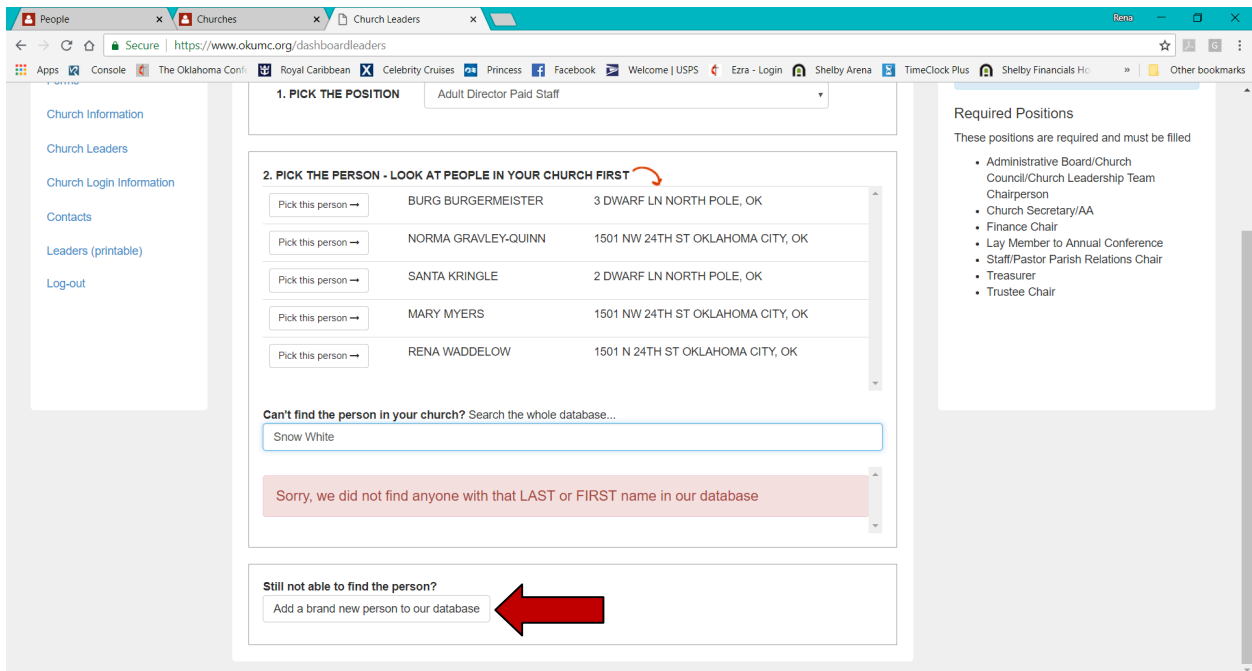 People
Churches
Church Leaders
Rena
Secure | https://www.okumc.org/dashboardleaders
Apps Console The Oklahoma Conf Royal Caribbean Celebrity Cruises Princess Facebook Welcome | USPS Ezra - Login Shelby Arena TimeClock Plus Shelby Financials Ho » Other bookmarks
Forms
Church Information
Church Leaders
Church Login Information
Contacts
Leaders (printable)
Log-out
1. PICK THE POSITION Adult Director Paid Staff
2. PICK THE PERSON - LOOK AT PEOPLE IN YOUR CHURCH FIRST
Pick this person → BURG BURGERMEISTER 3 DWARF LN NORTH POLE, OK
Pick this person → NORMA GRAVLEY-QUINN 1501 NW 24TH ST OKLAHOMA CITY, OK
Pick this person → SANTA KRINGLE 2 DWARF LN NORTH POLE, OK
Pick this person → MARY MYERS 1501 NW 24TH ST OKLAHOMA CITY, OK
Pick this person → RENA WADDELOW 1501 N 24TH ST OKLAHOMA CITY, OK
Can't find the person in your church? Search the whole database...
Snow White
Sorry, we did not find anyone with that LAST or FIRST name in our database
Still not able to find the person?
Add a brand new person to our database
Required Positions
These positions are required and must be filled
• Administrative Board/Church
Council/Church Leadership Team
Chairperson
• Church Secretary/AA
• Finance Chair
• Lay Member to Annual Conference
• Staff/Pastor Parish Relations Chair
• Treasurer
• Trustee Chair